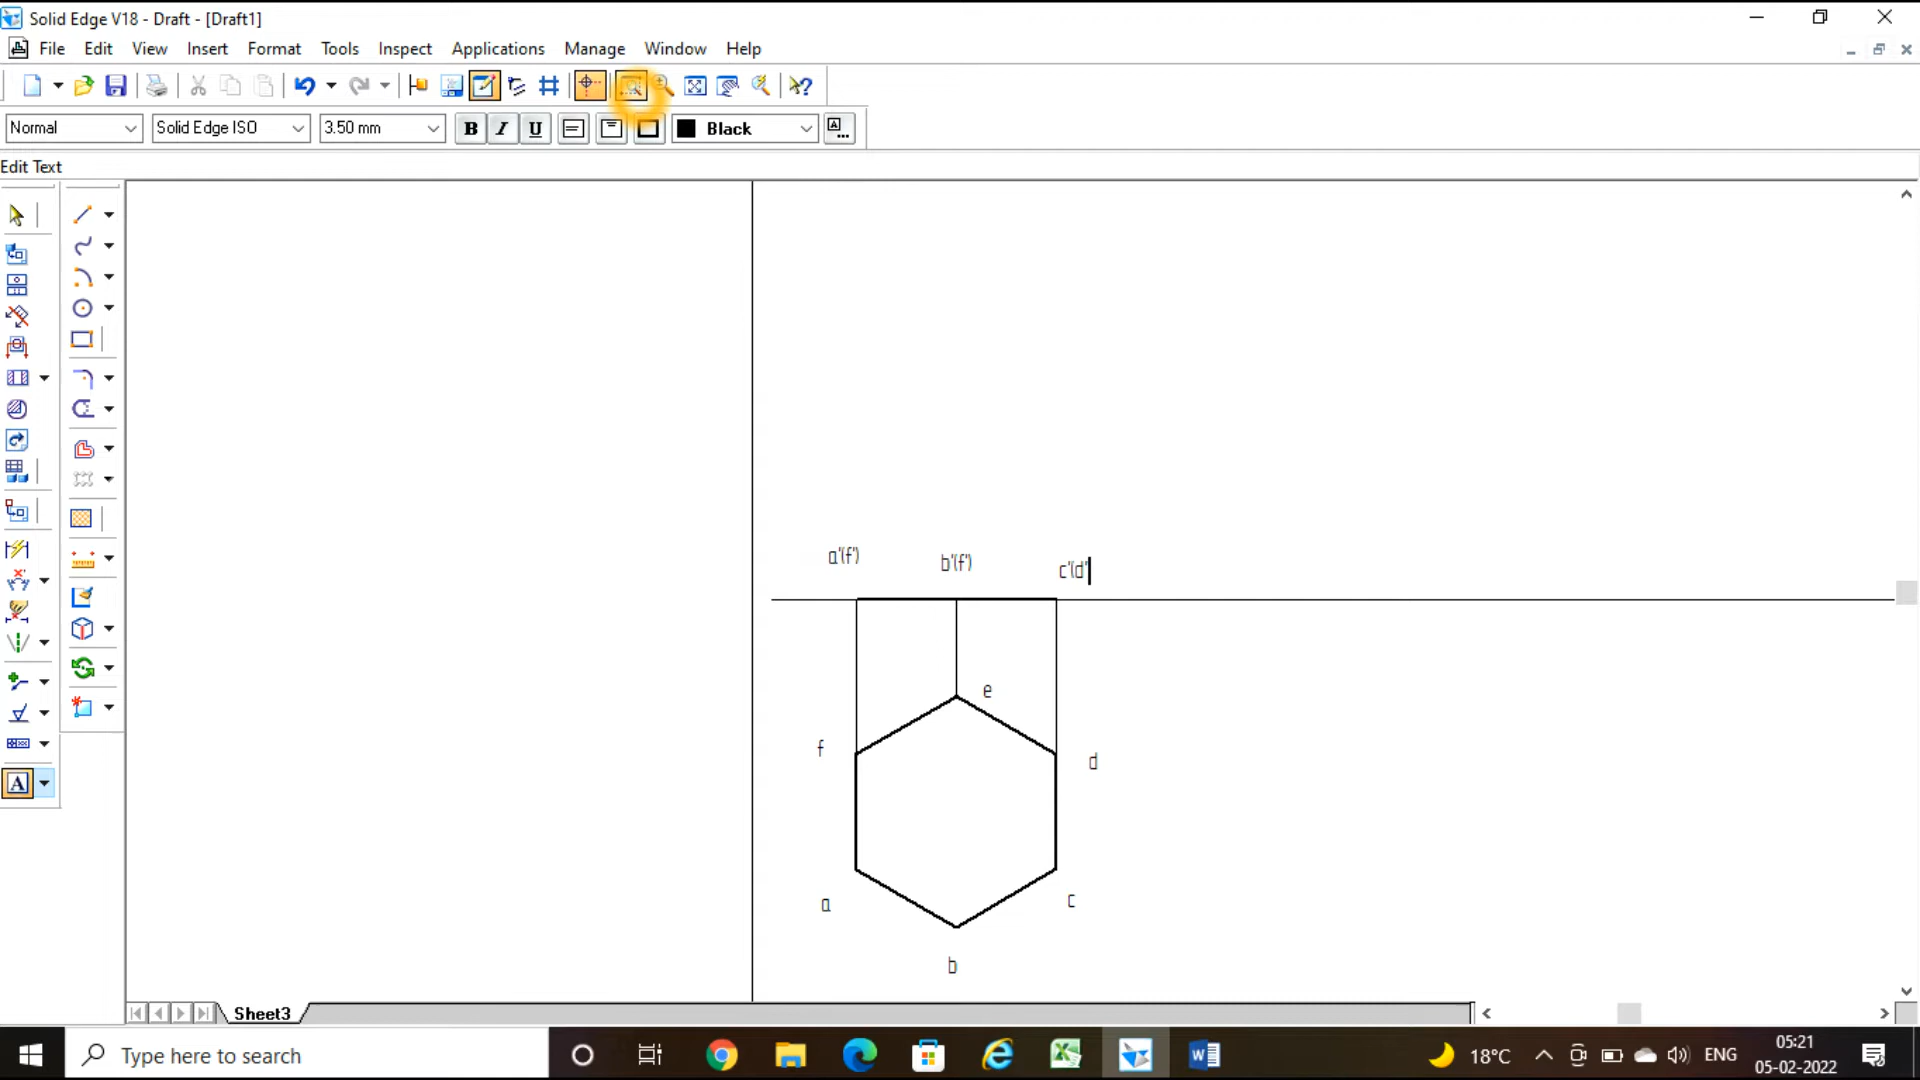 Solid Edge V18 - Draft - [Draft1]
File Edit View Insert Format Tools Inspect Applications Manage Window Help
Normal Solid Edge ISO 3.50 mm B I U Black A...
Edit Text
a'(f') b'(f') c'(d'
e
f d
a c
b
A
Sheet3
Type here to search 18°C ENG 05:21
05-02-2022